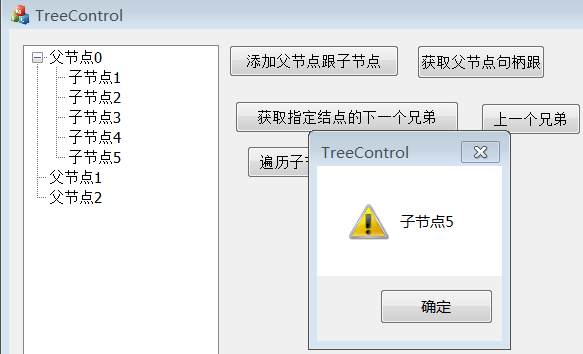 TreeControl
父节点0
子节点1
子节点2
子节点3
子节点4
子节点5
父节点1
父节点2
添加父节点跟子节点
获取父节点句柄跟
获取指定结点的下一个兄弟
上一个兄弟
遍历子
TreeControl
子节点5
确定